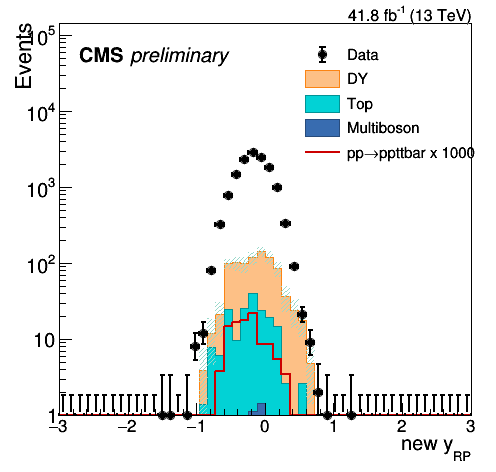 41.8 fb⁻¹ (13 TeV)
Events
10⁵
10⁴
10³
10²
10
1
CMS preliminary
Data
DY
Top
Multiboson
pp→ppttbar x 1000
−3 −2 −1 0 1 2 3
new y_RP